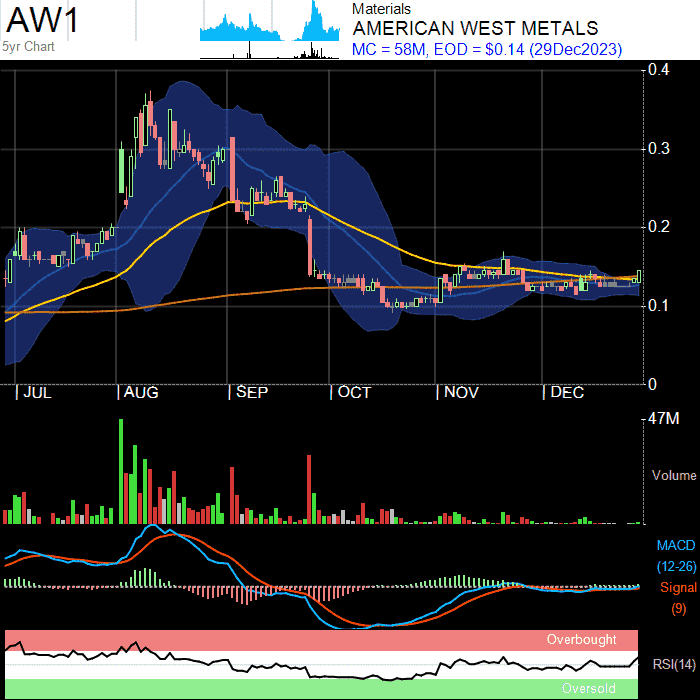 AW1
5yr Chart
Materials
AMERICAN WEST METALS
MC = 58M, EOD = $0.14 (29Dec2023)
0.4
0.3
0.2
0.1
0
| JUL | AUG | SEP | OCT | NOV | DEC
47M
Volume
MACD
(12-26)
Signal
(9)
Overbought
RSI(14)
Oversold